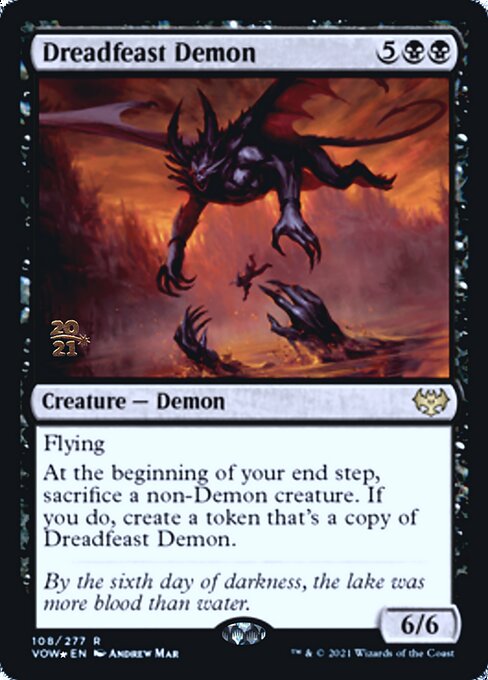 Dreadfeast Demon 5
20
21
Creature — Demon
Flying
At the beginning of your end step,
sacrifice a non-Demon creature. If
you do, create a token that's a copy of
Dreadfeast Demon.
By the sixth day of darkness, the lake was
more blood than water.
6/6
108/277 R
VOW★EN Andrew Mar
™ & © 2021 Wizards of the Coast